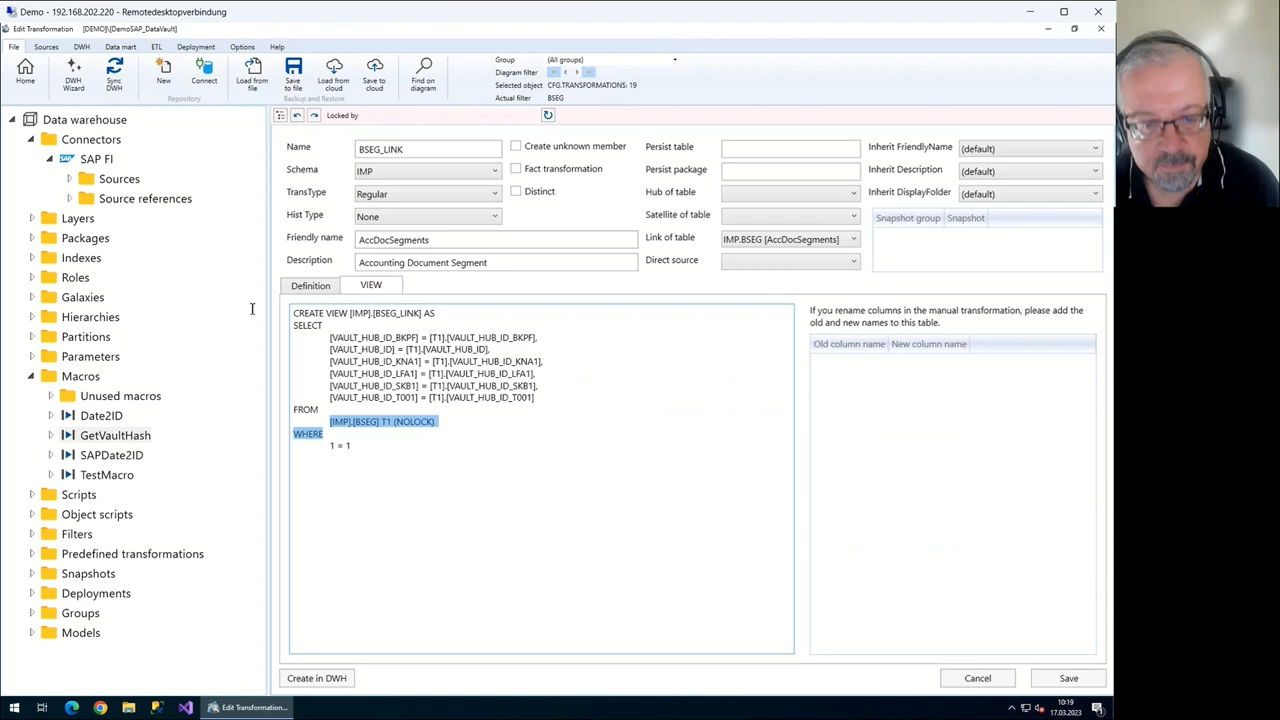 Demo - 192.168.202.220 - Remotedesktopverbindung
Edit Transformation [DEMO]\[DemoSAP_DataVault]
File Sources DWH Data mart ETL Deployment Options Help
Home
DWH Wizard
Sync DWH
New
Connect
Repository
Load from file
Save to file
Load from cloud
Save to cloud
Backup and Restore
Find on diagram
Group (All groups)
Diagram filter
Selected object CFG.TRANSFORMATIONS: 19
Actual filter BSEG
Data warehouse
Connectors
SAP FI
Sources
Source references
Layers
Packages
Indexes
Roles
Galaxies
Hierarchies
Partitions
Parameters
Macros
Unused macros
Date2ID
GetVaultHash
SAPDate2ID
TestMacro
Scripts
Object scripts
Filters
Predefined transformations
Snapshots
Deployments
Groups
Models
Locked by
Name BSEG_LINK
Schema IMP
TransType Regular
Hist Type None
Friendly name AccDocSegments
Description Accounting Document Segment
Create unknown member
Fact transformation
Distinct
Persist table
Persist package
Hub of table
Satellite of table
Link of table IMP.BSEG [AccDocSegments]
Direct source
Inherit FriendlyName (default)
Inherit Description (default)
Inherit DisplayFolder (default)
Snapshot group Snapshot
Definition VIEW
CREATE VIEW [IMP].[BSEG_LINK] AS
SELECT
[VAULT_HUB_ID_BKPF] = [T1].[VAULT_HUB_ID_BKPF],
[VAULT_HUB_ID] = [T1].[VAULT_HUB_ID],
[VAULT_HUB_ID_KNA1] = [T1].[VAULT_HUB_ID_KNA1],
[VAULT_HUB_ID_LFA1] = [T1].[VAULT_HUB_ID_LFA1],
[VAULT_HUB_ID_SKB1] = [T1].[VAULT_HUB_ID_SKB1],
[VAULT_HUB_ID_T001] = [T1].[VAULT_HUB_ID_T001]
FROM
[IMP].[BSEG] T1 (NOLOCK)
WHERE
1 = 1
If you rename columns in the manual transformation, please add the
old and new names to this table.
Old column name New column name
Create in DWH
Cancel
Save
Edit Transformation...
10:19
17.03.2023